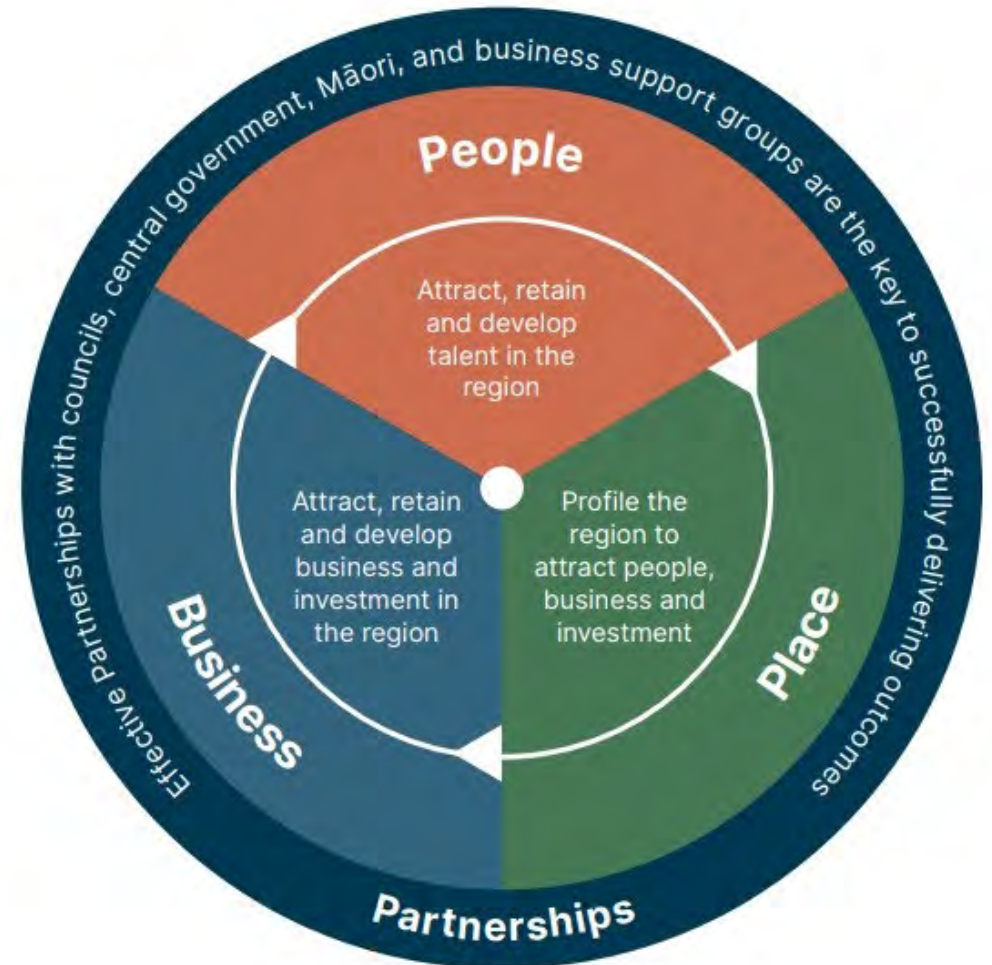 Effective Partnerships with councils, central government, Māori, and business support groups are the key to successfully delivering outcomes
People
Attract, retain
and develop
talent in the
region
Place
Profile the
region to
attract people,
business and
investment
Business
Attract, retain
and develop
business and
investment in
the region
Partnerships